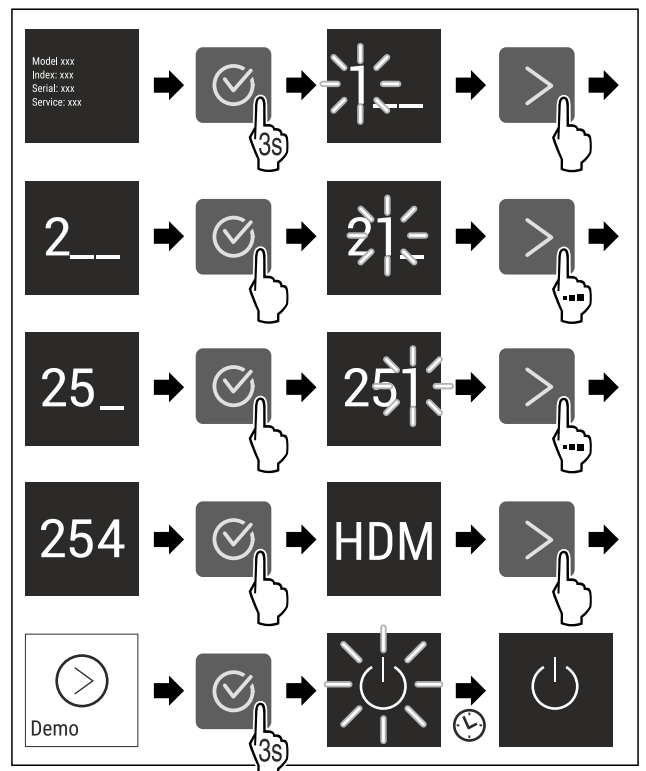 Model xxx
Index: xxx
Serial: xxx
Service: xxx
3s
1__
2__
21_
25_
251
254
HDM
Demo
3s